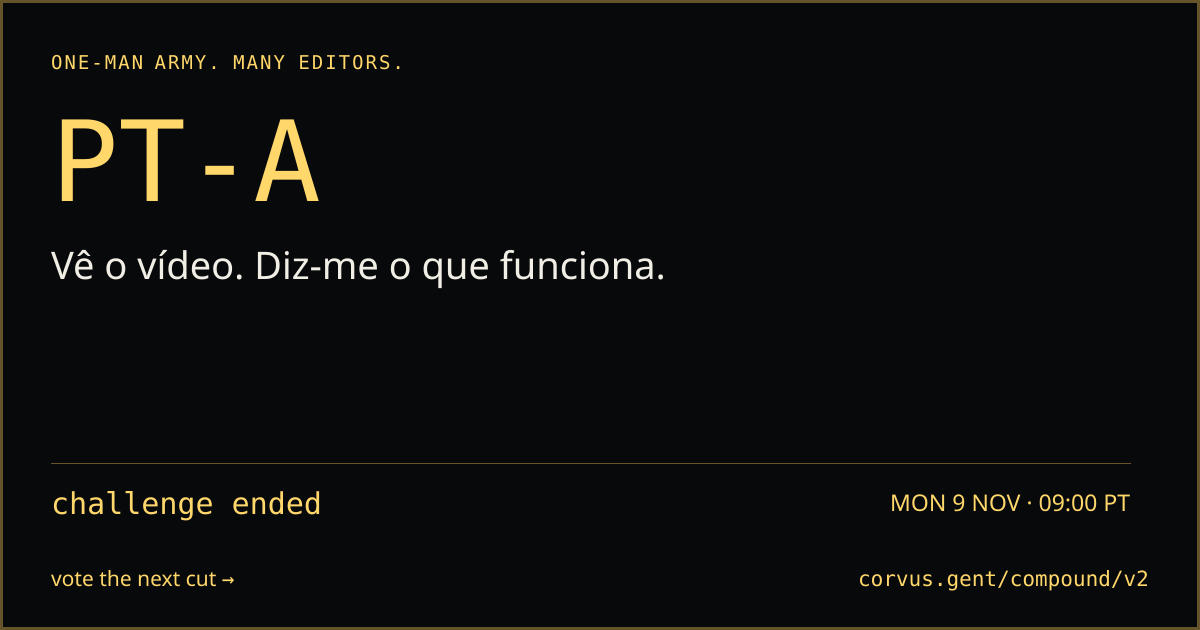 ONE-MAN ARMY. MANY EDITORS.
PT-A
Vê o vídeo. Diz-me o que funciona.
challenge ended
MON 9 NOV · 09:00 PT
vote the next cut →
corvus.gent/compound/v2